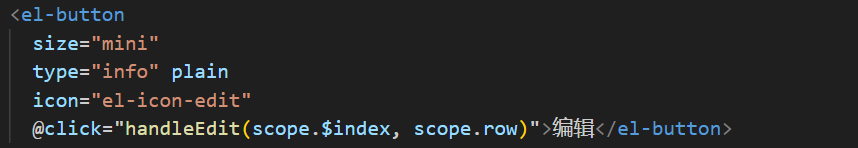 <el-button
size="mini"
type="info" plain
icon="el-icon-edit"
@click="handleEdit(scope.$index, scope.row)">编辑</el-button>